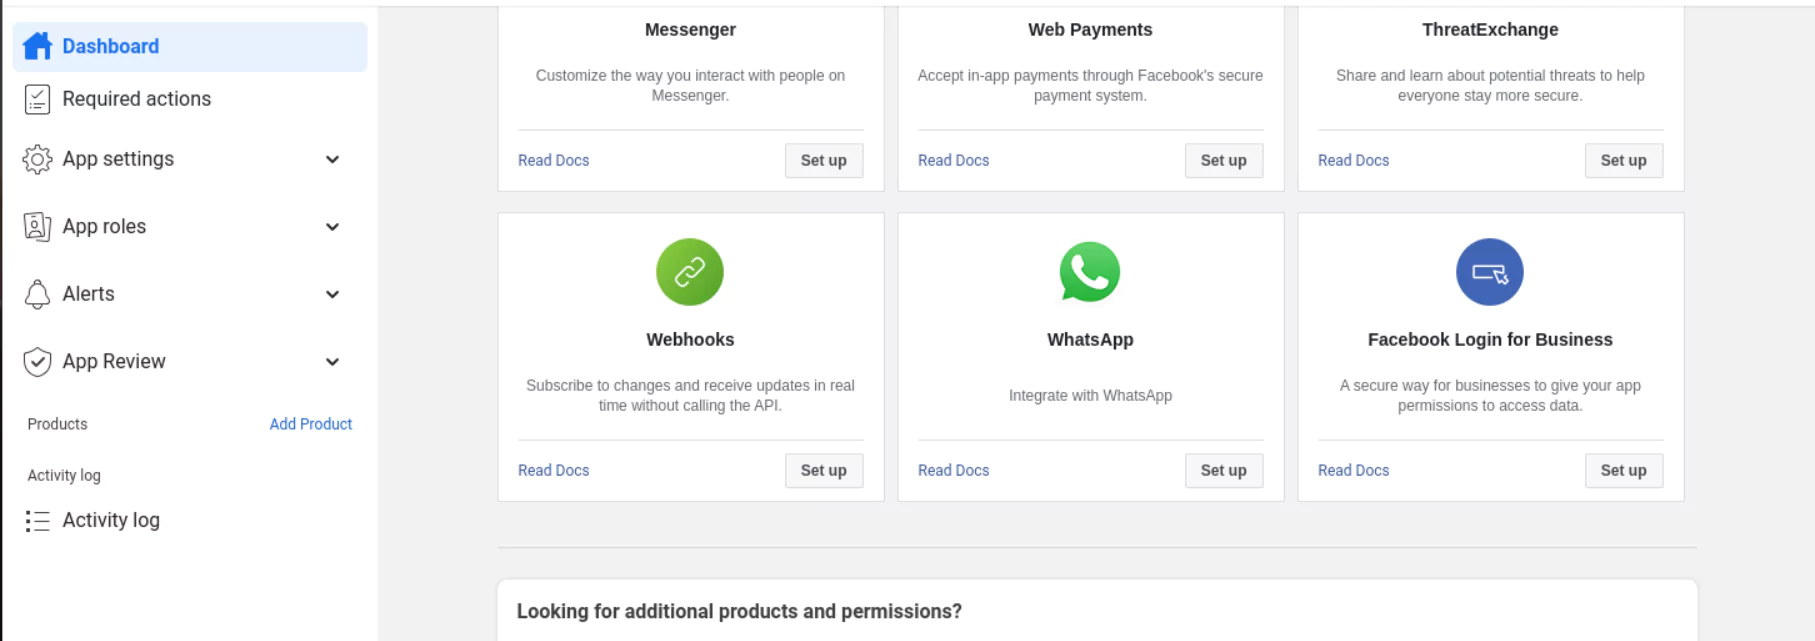 Dashboard
Required actions
App settings
App roles
Alerts
App Review
Products
Add Product
Activity log
Activity log
Messenger
Customize the way you interact with people on
Messenger.
Read Docs
Set up
Web Payments
Accept in-app payments through Facebook's secure
payment system.
Read Docs
Set up
ThreatExchange
Share and learn about potential threats to help
everyone stay more secure.
Read Docs
Set up
Webhooks
Subscribe to changes and receive updates in real
time without calling the API.
Read Docs
Set up
WhatsApp
Integrate with WhatsApp
Read Docs
Set up
Facebook Login for Business
A secure way for businesses to give your app
permissions to access data.
Read Docs
Set up
Looking for additional products and permissions?